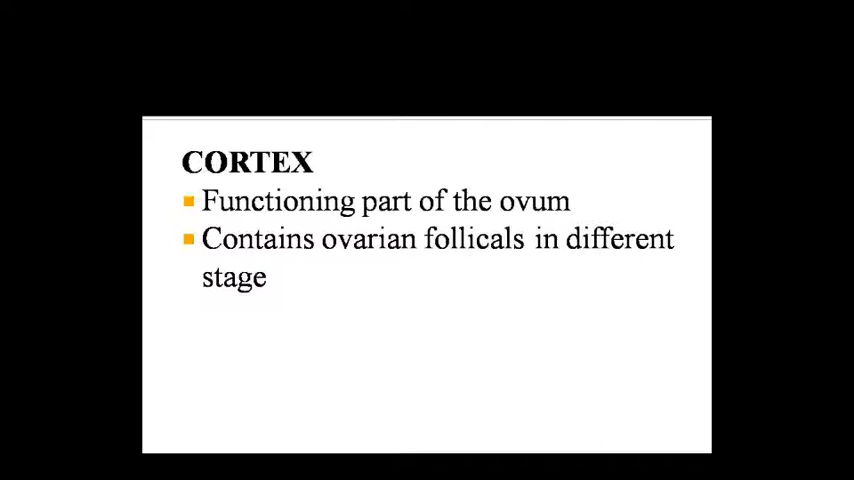 CORTEX
Functioning part of the ovum
Contains ovarian follicals in different
stage